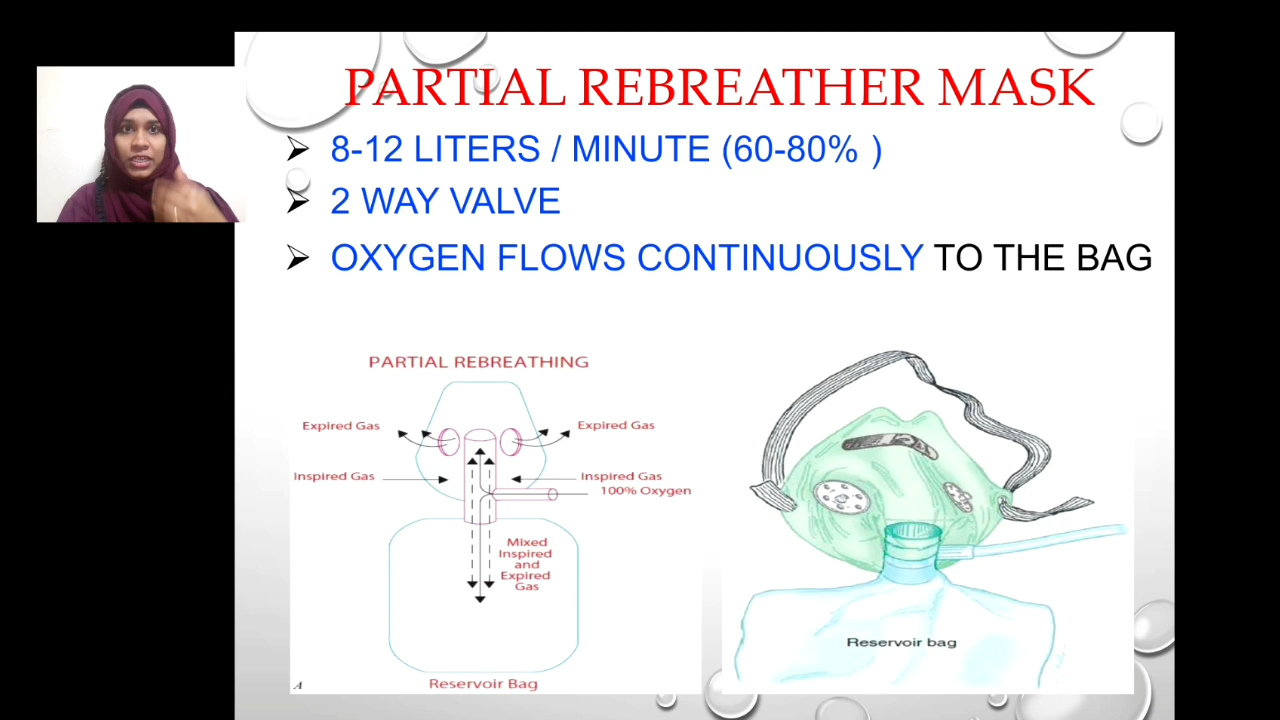 PARTIAL REBREATHER MASK
8-12 LITERS / MINUTE (60-80% )
2 WAY VALVE
OXYGEN FLOWS CONTINUOUSLY TO THE BAG
PARTIAL REBREATHING
Expired Gas
Expired Gas
Inspired Gas
Inspired Gas
100% Oxygen
Mixed
Inspired
and
Expired
Gas
Reservoir Bag
A
Reservoir bag